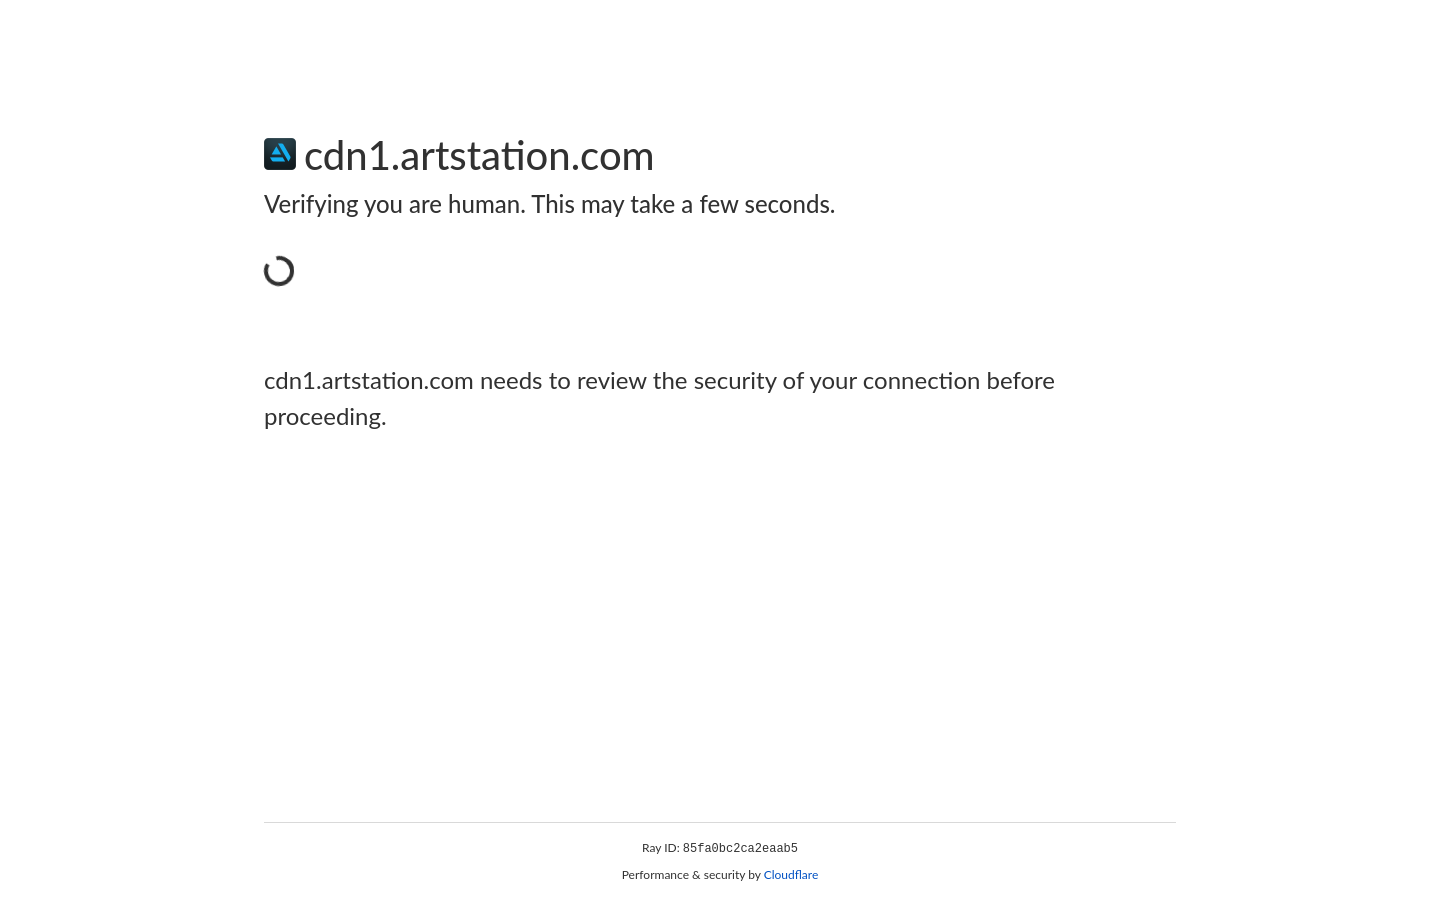 cdn1.artstation.com
Verifying you are human. This may take a few seconds.
cdn1.artstation.com needs to review the security of your connection before
proceeding.
Ray ID: 85fa0bc2ca2eaab5
Performance & security by Cloudflare